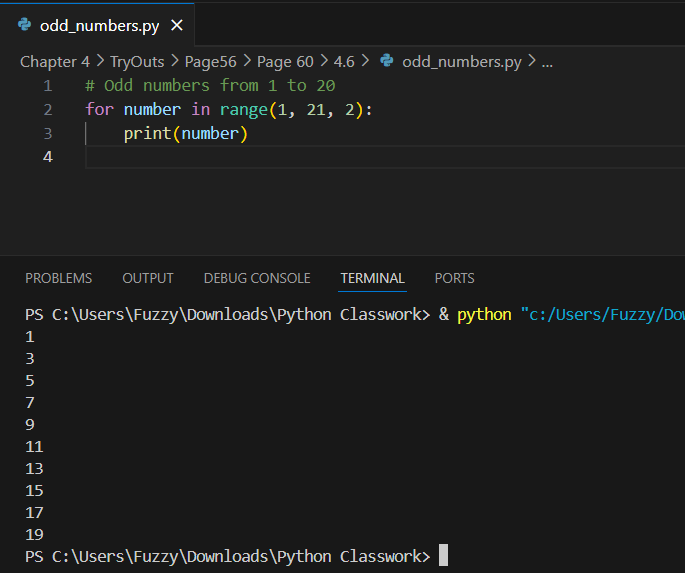 odd_numbers.py
Chapter 4 > TryOuts > Page56 > Page 60 > 4.6 > odd_numbers.py > ...
1 # Odd numbers from 1 to 20
2 for number in range(1, 21, 2):
3     print(number)
4
PROBLEMS OUTPUT DEBUG CONSOLE TERMINAL PORTS
PS C:\Users\Fuzzy\Downloads\Python Classwork> & python "c:/Users/Fuzzy/Dow
1
3
5
7
9
11
13
15
17
19
PS C:\Users\Fuzzy\Downloads\Python Classwork>